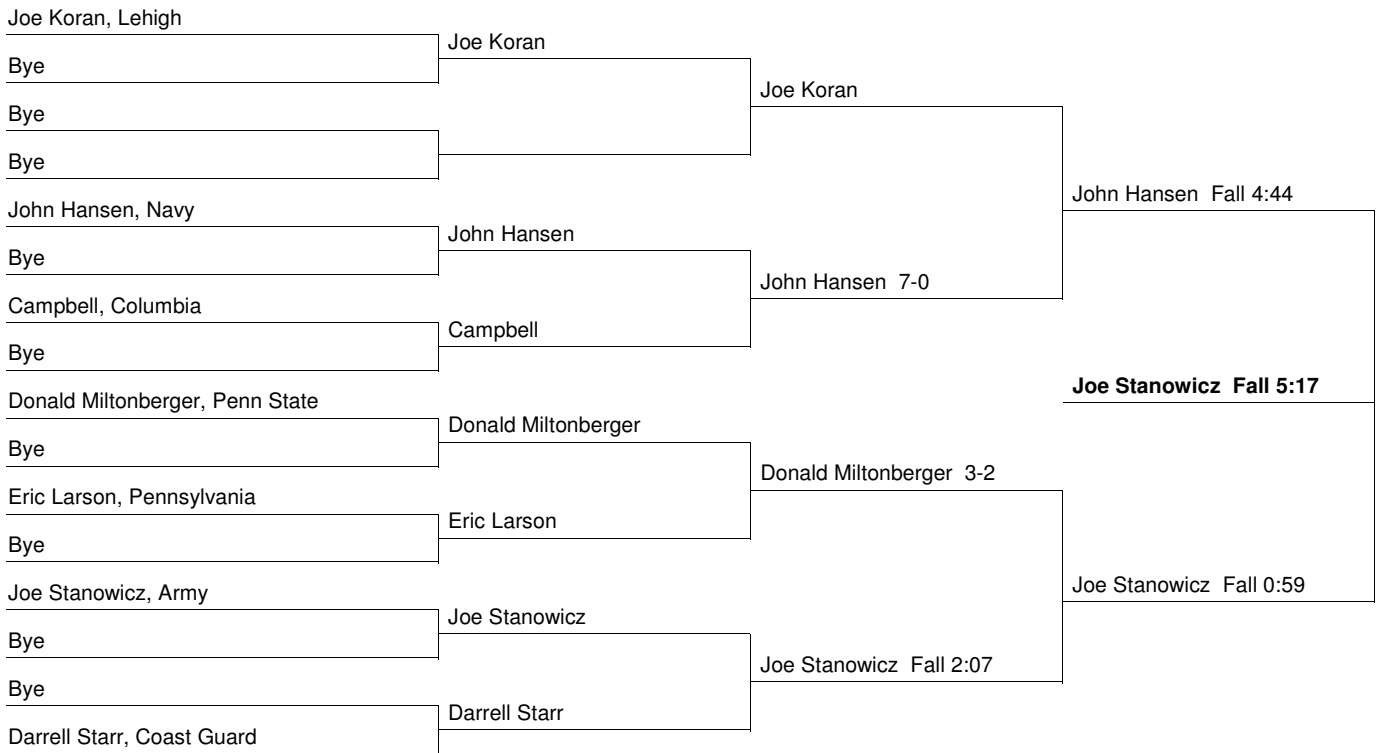 Joe Koran, Lehigh
Bye
Bye
Bye
John Hansen, Navy
Bye
Campbell, Columbia
Bye
Donald Miltonberger, Penn State
Bye
Eric Larson, Pennsylvania
Bye
Joe Stanowicz, Army
Bye
Bye
Darrell Starr, Coast Guard
Joe Koran
John Hansen
Campbell
Donald Miltonberger
Eric Larson
Joe Stanowicz
Darrell Starr
Joe Koran
John Hansen 7-0
Donald Miltonberger 3-2
Joe Stanowicz Fall 2:07
John Hansen Fall 4:44
Joe Stanowicz Fall 0:59
Joe Stanowicz Fall 5:17